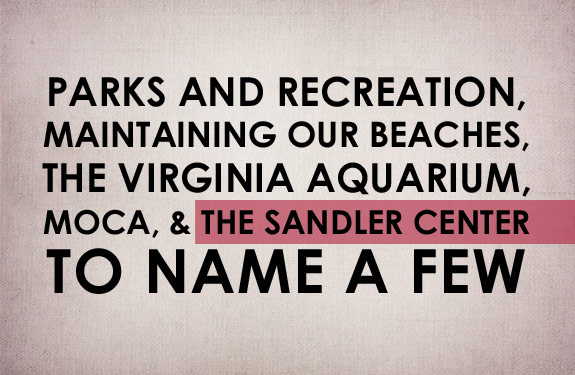 PARKS AND RECREATION,
MAINTAINING OUR BEACHES,
THE VIRGINIA AQUARIUM,
MOCA, & THE SANDLER CENTER
TO NAME A FEW